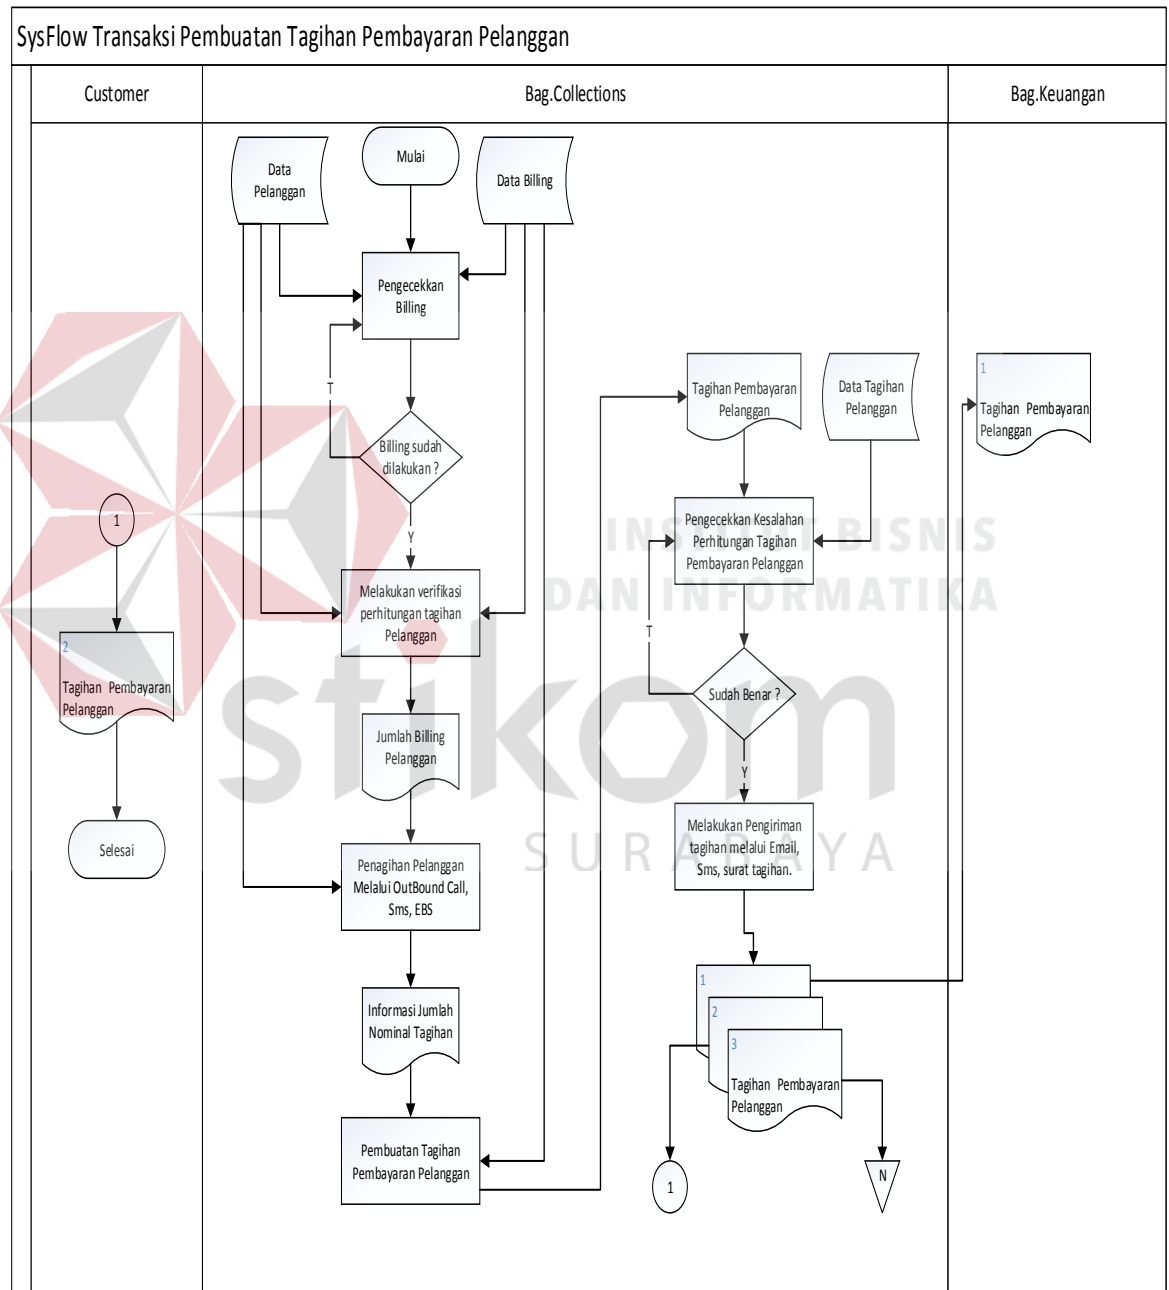 SysFlow Transaksi Pembuatan Tagihan Pembayaran Pelanggan
Customer
Bag.Collections
Bag.Keuangan
Data
Pelanggan
Mulai
Data Billing
Pengecekkan
Billing
T
Billing sudah
dilakukan ?
Y
Melakukan verifikasi
perhitungan tagihan
Pelanggan
Jumlah Billing
Pelanggan
Penagihan Pelanggan
Melalui OutBound Call,
Sms, EBS
Informasi Jumlah
Nominal Tagihan
Pembuatan Tagihan
Pembayaran Pelanggan
Tagihan Pembayaran
Pelanggan
Data Tagihan
Pelanggan
Pengecekkan Kesalahan
Perhitungan Tagihan
Pembayaran Pelanggan
T
Sudah Benar ?
Y
Melakukan Pengiriman
tagihan melalui Email,
Sms, surat tagihan.
1
2
3
Tagihan Pembayaran
Pelanggan
1
N
1
Tagihan Pembayaran
Pelanggan
1
2
Tagihan Pembayaran
Pelanggan
Selesai
INSTITUT BISNIS
DAN INFORMATIKA
stikom
SURABAYA